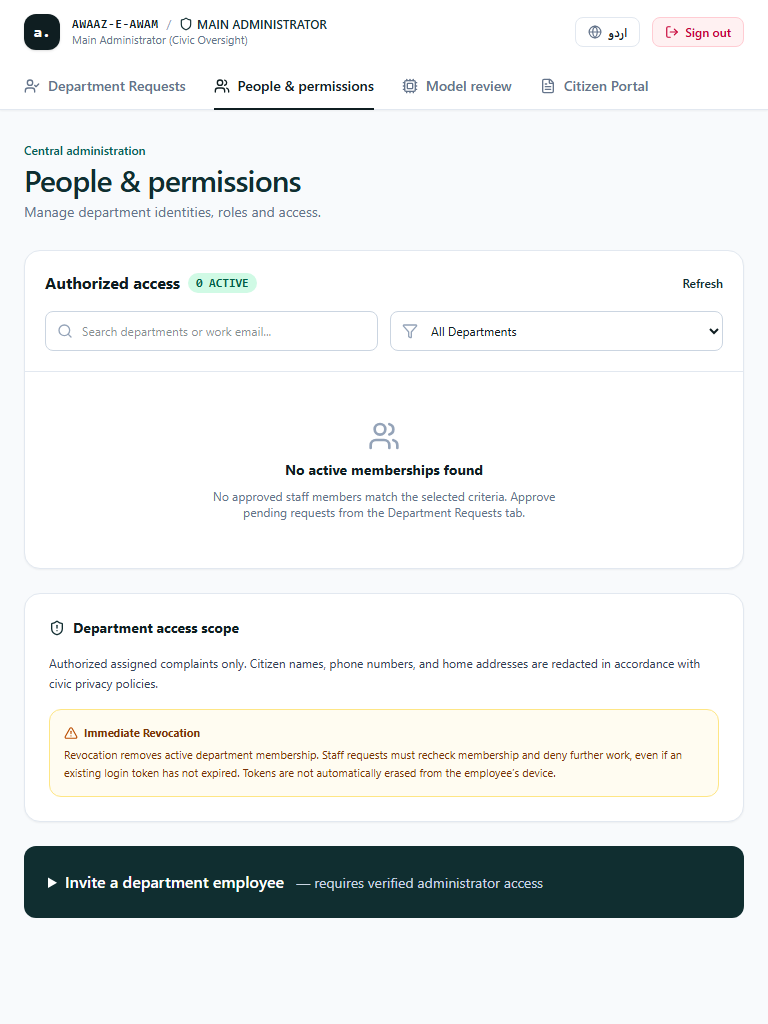 a.
AWAAZ-E-AWAM / MAIN ADMINISTRATOR
Main Administrator (Civic Oversight)
اردو
Sign out
Department Requests
People & permissions
Model review
Citizen Portal
Central administration
People & permissions
Manage department identities, roles and access.
Authorized access
0 ACTIVE
Refresh
Search departments or work email...
All Departments
No active memberships found
No approved staff members match the selected criteria. Approve
pending requests from the Department Requests tab.
Department access scope
Authorized assigned complaints only. Citizen names, phone numbers, and home addresses are redacted in accordance with
civic privacy policies.
Immediate Revocation
Revocation removes active department membership. Staff requests must recheck membership and deny further work, even if an
existing login token has not expired. Tokens are not automatically erased from the employee's device.
Invite a department employee — requires verified administrator access